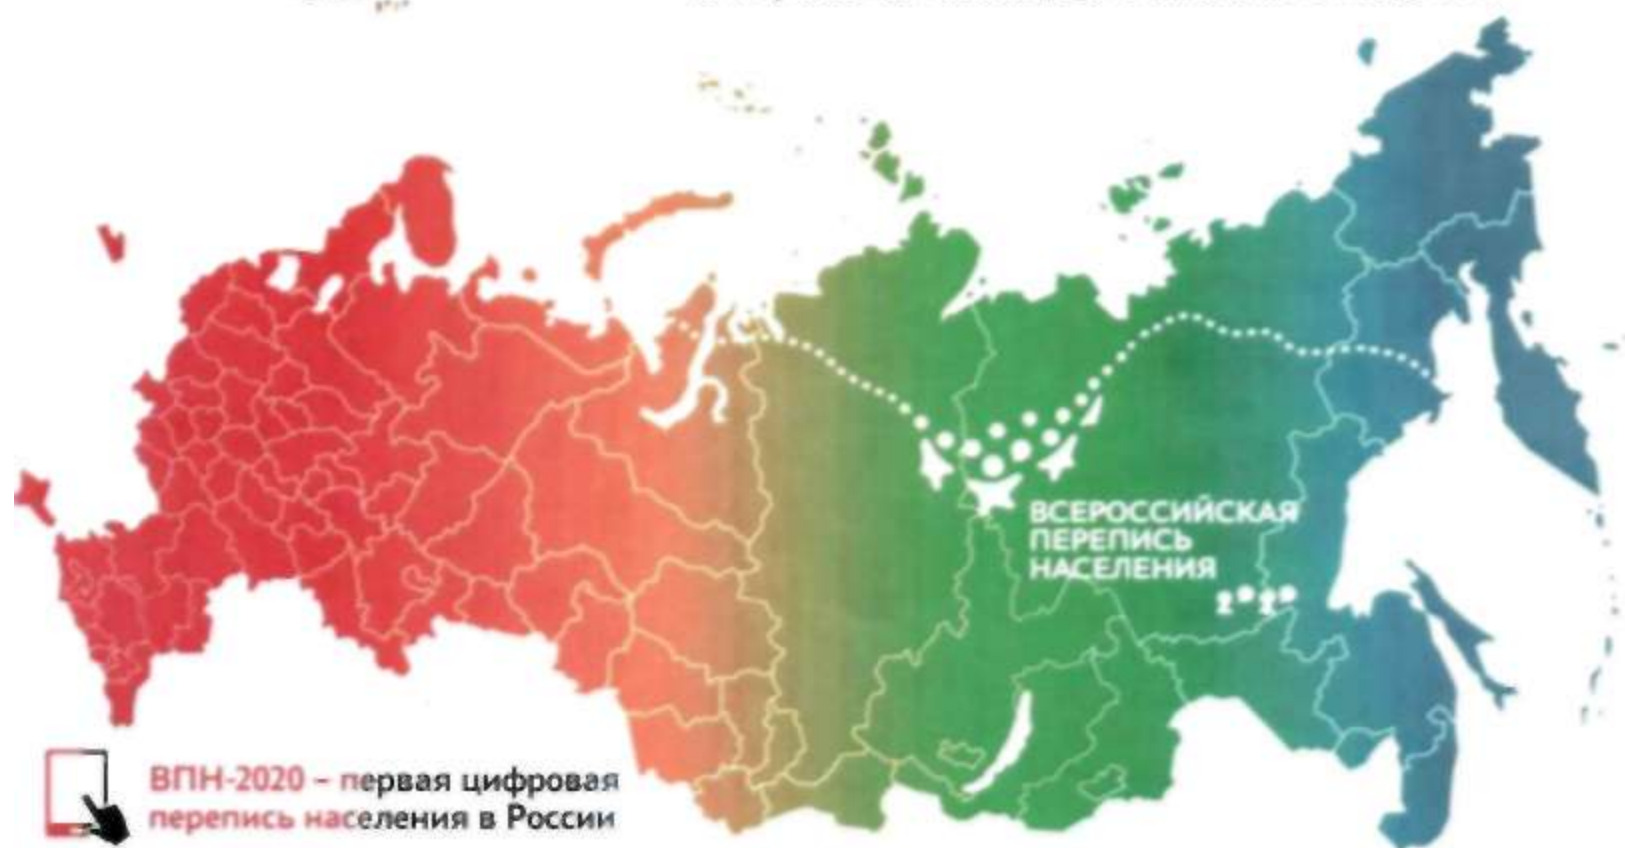 ВСЕРОССИЙСКАЯ
ПЕРЕПИСЬ
НАСЕЛЕНИЯ
2020
ВПН-2020 – первая цифровая
перепись населения в России